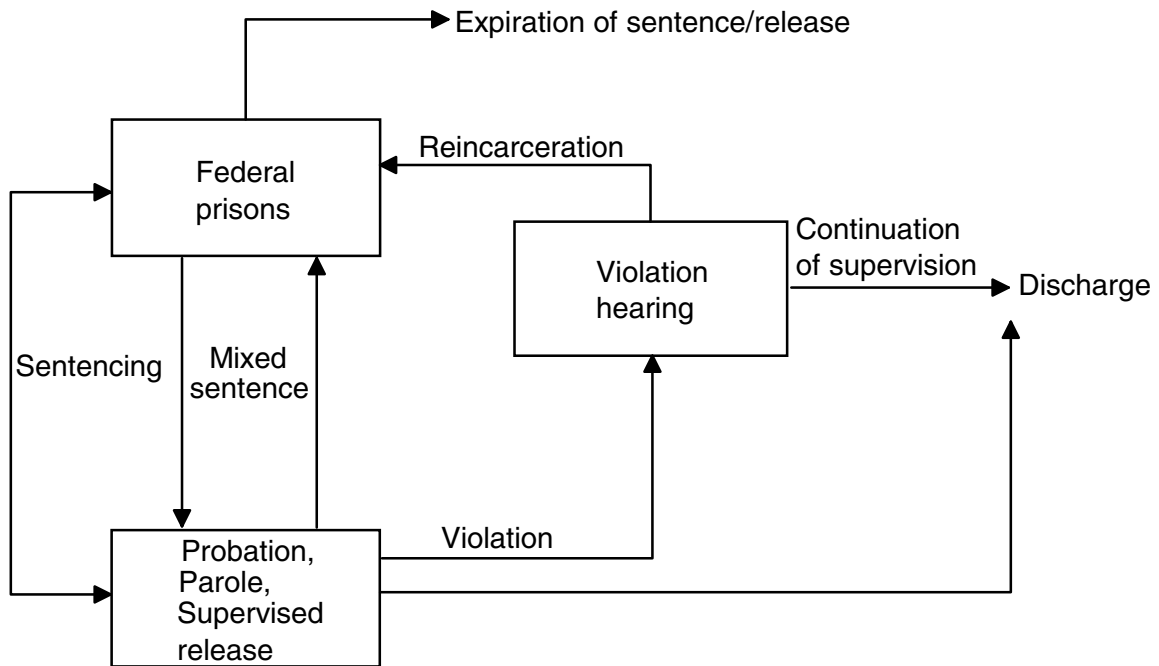 Expiration of sentence/release
Federal
prisons
Reincarceration
Violation
hearing
Continuation
of supervision
Discharge
Sentencing
Mixed
sentence
Probation,
Parole,
Supervised
release
Violation